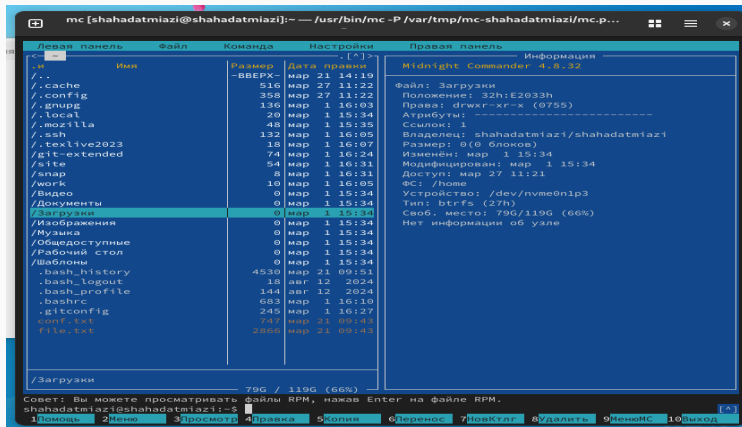 mc [shahadatmiazi@shahadatmiazi]:~ — /usr/bin/mc -P /var/tmp/mc-shahadatmiazi/mc.p...
Левая панель Файл Команда Настройки Правая панель
<- ~ .[^]>
.и Имя Размер Дата правки
/.. -ВВЕРХ- мар 21 14:19
/.cache 516 мар 27 11:22
/.config 358 мар 27 11:22
/.gnupg 136 мар 1 16:03
/.local 20 мар 1 15:34
/.mozilla 48 мар 1 15:35
/.ssh 132 мар 1 16:05
/.texlive2023 18 мар 1 16:07
/git-extended 74 мар 1 16:24
/site 54 мар 1 16:31
/snap 8 мар 1 16:31
/work 10 мар 1 16:05
/Видео 0 мар 1 15:34
/Документы 0 мар 1 15:34
/Загрузки 0 мар 1 15:34
/Изображения 0 мар 1 15:34
/Музыка 0 мар 1 15:34
/Общедоступные 0 мар 1 15:34
/Рабочий стол 0 мар 1 15:34
/Шаблоны 0 мар 1 15:34
.bash_history 4530 мар 21 09:51
.bash_logout 18 авг 12 2024
.bash_profile 144 авг 12 2024
.bashrc 683 мар 1 16:10
.gitconfig 245 мар 1 16:27
conf.txt 747 мар 21 09:43
file.txt 2866 мар 21 09:43
/Загрузки
79G / 119G (66%)
Информация
Midnight Commander 4.8.32
Файл: Загрузки
Положение: 32h:E2033h
Права: drwxr-xr-x (0755)
Атрибуты: -------------------------
Ссылок: 1
Владелец: shahadatmiazi/shahadatmiazi
Размер: 0(0 блоков)
Изменён: мар 1 15:34
Модифицирован: мар 1 15:34
Доступ: мар 27 11:21
ФС: /home
Устройство: /dev/nvme0n1p3
Тип: btrfs (27h)
Своб. место: 79G/119G (66%)
Нет информации об узле
Совет: Вы можете просматривать файлы RPM, нажав Enter на файле RPM.
shahadatmiazi@shahadatmiazi:~$ [^]
1Помощь 2Меню 3Просмотр 4Правка 5Копия 6Перенос 7НовКтлг 8Удалить 9МенюMC 10Выход